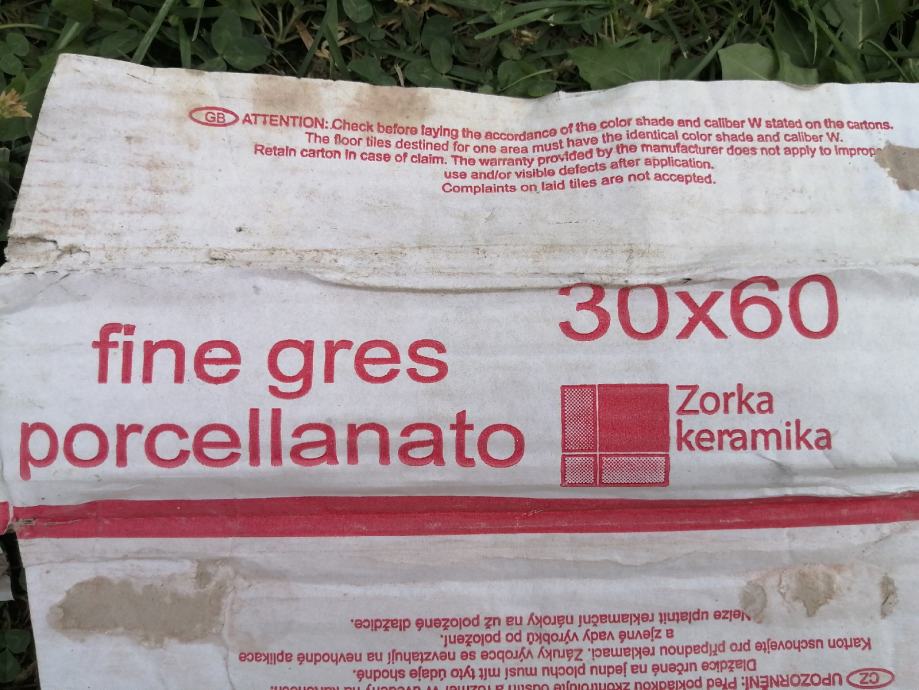 GB ATTENTION: Check before laying the accordance of the color shade and caliber W stated on the cartons.
The floor tiles destined for one area must have the identical color shade and caliber W.
Retain carton in case of claim. The warranty provided by the manufacturer does not apply to
use and/or visible defects after application.
Complaints on laid tiles are not accepted.
30x60
fine gres
porcellanato
Zorka
keramika
CZ UPOZORNĚNÍ: Před pokládkou zkontrolujte
Dlaždice určené na jednu plochu musí mít tyto údaje shodné.
Karton uschovejte pro případnou reklamaci. Záruky výrobce se nevztahují na nevhodné aplikace
a zjevné vady výrobků po položení.
Nelze uplatnit reklamační nároky na už položené dlaždice.